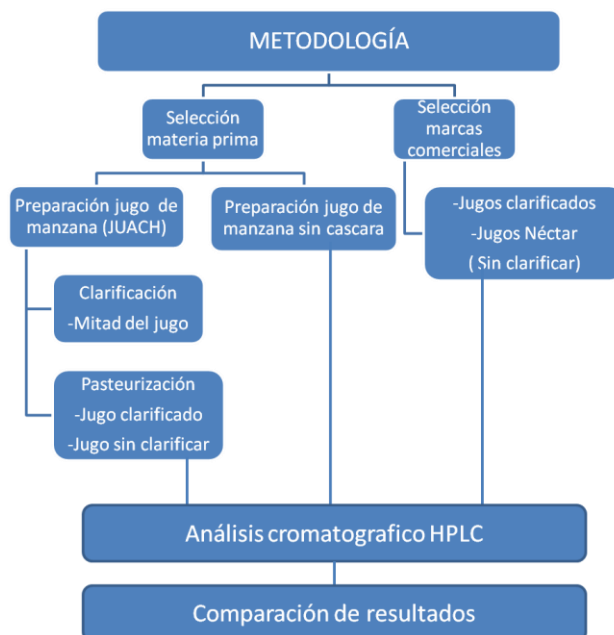 METODOLOGÍA
Selección
materia prima
Selección
marcas
comerciales
Preparación jugo de
manzana (JUACH)
Preparación jugo de
manzana sin cascara
-Jugos clarificados
-Jugos Néctar
( Sin clarificar)
Clarificación
-Mitad del jugo
Pasteurización
-Jugo clarificado
-Jugo sin clarificar
Análisis cromatografico HPLC
Comparación de resultados